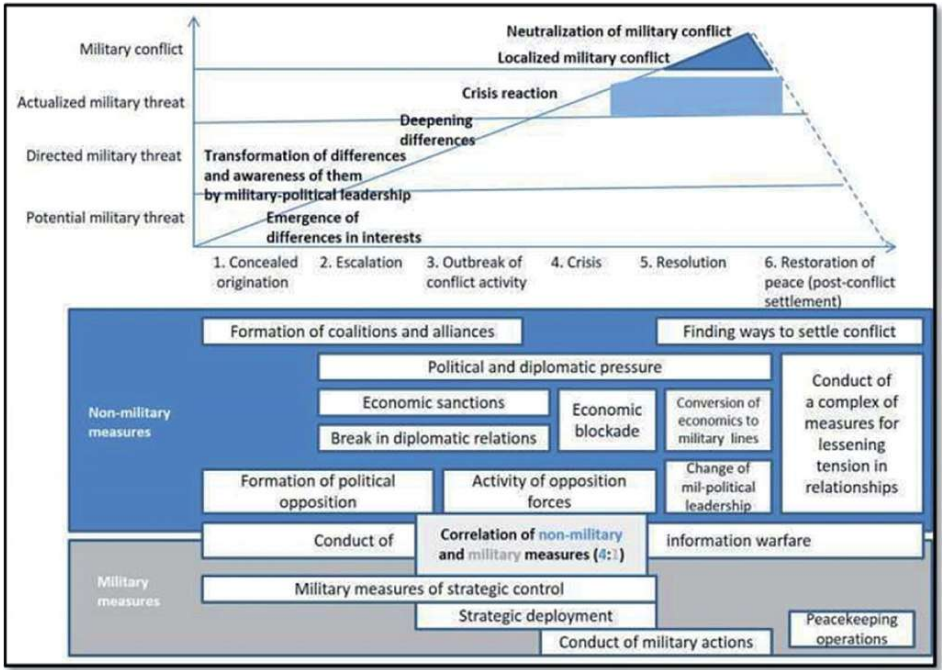 Neutralization of military conflict
Military conflict
Localized military conflict
Crisis reaction
Actualized military threat
Deepening
differences
Directed military threat
Transformation of differences
and awareness of them
by military-political leadership
Potential military threat
Emergence of
differences in interests
1. Concealed
origination
2. Escalation
3. Outbreak of
conflict activity
4. Crisis
5. Resolution
6. Restoration of
peace (post-conflict
settlement)
Formation of coalitions and alliances
Finding ways to settle conflict
Political and diplomatic pressure
Non-military
measures
Economic sanctions
Break in diplomatic relations
Economic
blockade
Conversion of
economics to
military lines
Conduct of
a complex of
measures for
lessening
tension in
relationships
Formation of political
opposition
Activity of opposition
forces
Change of
mil-political
leadership
Conduct of
Correlation of non-military
and military measures (4:1)
information warfare
Military
measures
Military measures of strategic control
Strategic deployment
Conduct of military actions
Peacekeeping
operations